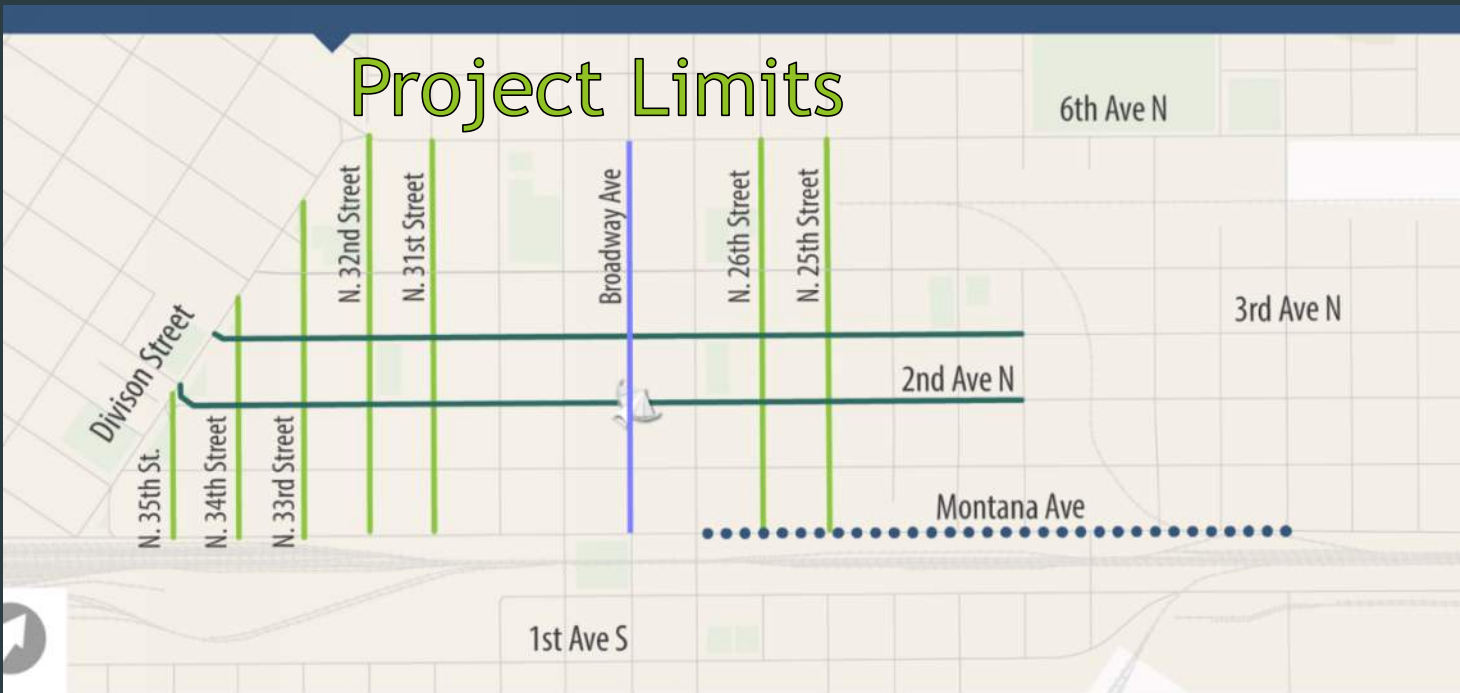 Project Limits
6th Ave N
N. 32nd Street
N. 31st Street
Broadway Ave
N. 26th Street
N. 25th Street
3rd Ave N
Divison Street
2nd Ave N
N. 35th St.
N. 34th Street
N. 33rd Street
Montana Ave
1st Ave S